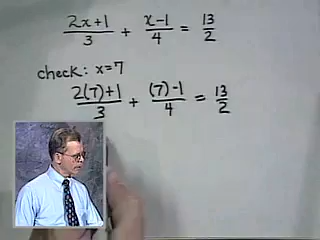 (2x+1)/3 + (x-1)/4 = 13/2
check: x=7
(2(7)+1)/3 + ((7)-1)/4 = 13/2